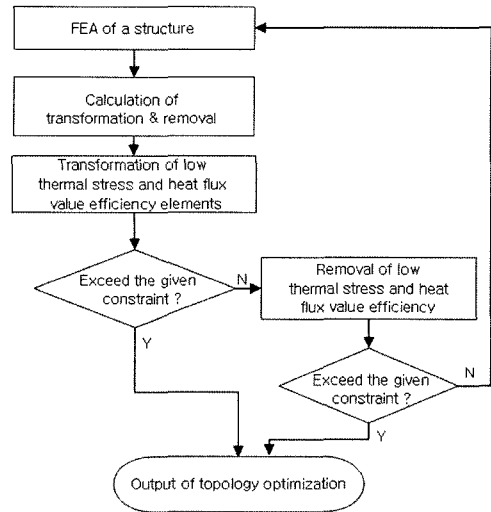 FEA of a structure
Calculation of
transformation & removal
Transformation of low
thermal stress and heat flux
value efficiency elements
Exceed the given
constraint ?
N
Y
Removal of low
thermal stress and heat
flux value efficiency
Exceed the given
constraint ?
N
Y
Output of topology optimization